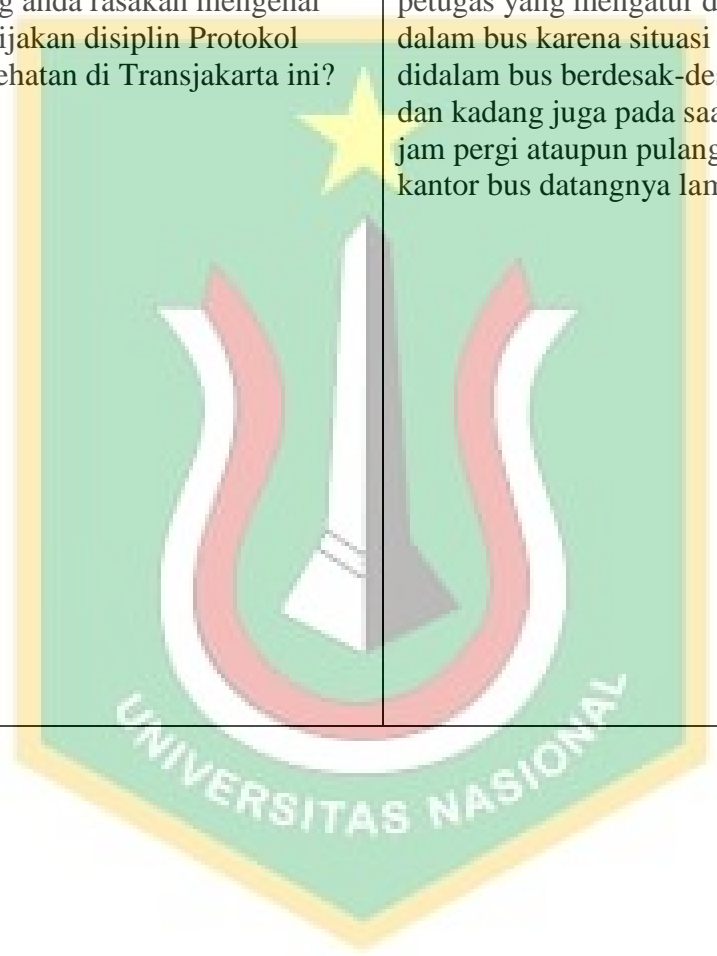 g anda rasakan mengenai
ijakan disiplin Protokol
ehatan di Transjakarta ini?
petugas yang mengatur d
dalam bus karena situasi
didalam bus berdesak-des
dan kadang juga pada saa
jam pergi ataupun pulang
kantor bus datangnya lam
UNIVERSITAS NASIONAL